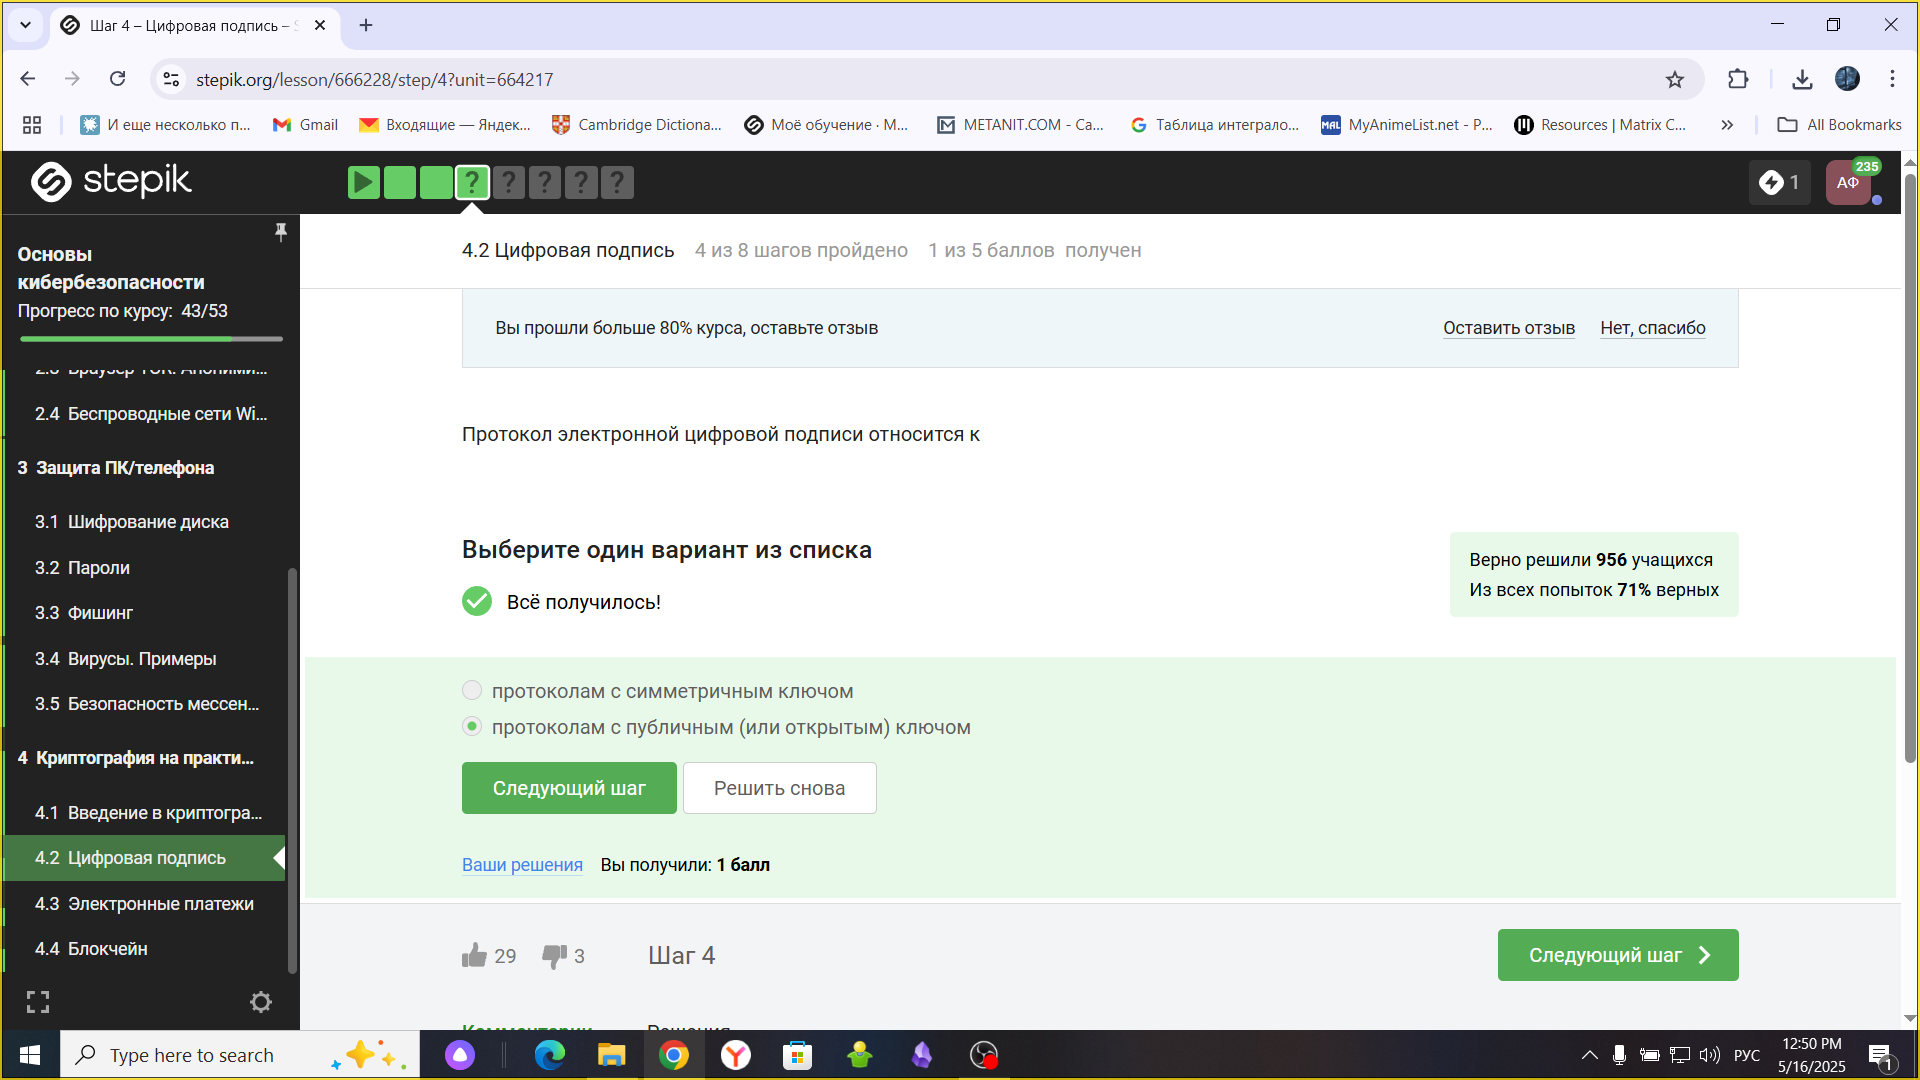 Шаг 4 – Цифровая подпись –
stepik.org/lesson/666228/step/4?unit=664217
И еще несколько п...
Gmail
Входящие — Яндек...
Cambridge Dictiona...
Моё обучение · М...
METANIT.COM - Са...
Таблица интеграло...
MAL
MyAnimeList.net - P...
Resources | Matrix C...
All Bookmarks
stepik
? ? ? ? ?
1
АФ
235
Основы
кибербезопасности
Прогресс по курсу: 43/53
2.4 Беспроводные сети Wi...
3 Защита ПК/телефона
3.1 Шифрование диска
3.2 Пароли
3.3 Фишинг
3.4 Вирусы. Примеры
3.5 Безопасность мессен...
4 Криптография на практи...
4.1 Введение в криптогра...
4.2 Цифровая подпись
4.3 Электронные платежи
4.4 Блокчейн
4.2 Цифровая подпись 4 из 8 шагов пройдено 1 из 5 баллов получен
Вы прошли больше 80% курса, оставьте отзыв
Оставить отзыв
Нет, спасибо
Протокол электронной цифровой подписи относится к
Выберите один вариант из списка
Всё получилось!
Верно решили 956 учащихся
Из всех попыток 71% верных
протоколам с симметричным ключом
протоколам с публичным (или открытым) ключом
Следующий шаг
Решить снова
Ваши решения Вы получили: 1 балл
29
3
Шаг 4
Следующий шаг
Комментарии
Решения
Type here to search
РУС
12:50 PM
5/16/2025
1